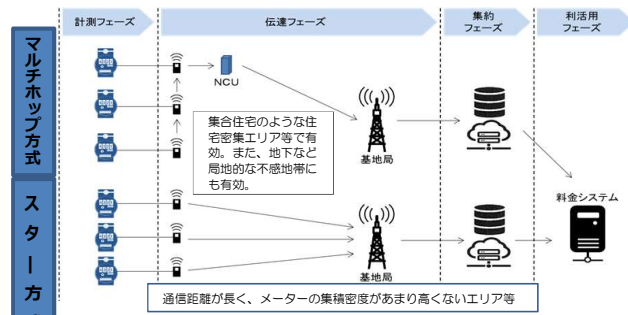 計測フェーズ
伝達フェーズ
集約
フェーズ
利活用
フェーズ
マルチホップ方式
NCU
集合住宅のような住
宅密集エリア等で有
効。また、地下など
局地的な不感地帯に
も有効。
基地局
料金システム
スター方
基地局
通信距離が長く、メーターの集積密度があまり高くないエリア等